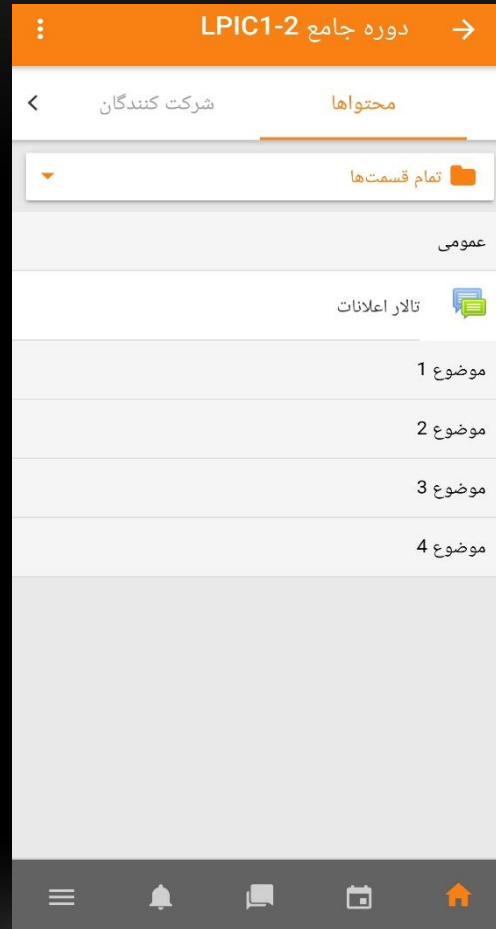 دوره جامع LPIC1-2
محتواها
شرکت کنندگان
تمام قسمت‌ها
عمومی
تالار اعلانات
موضوع 1
موضوع 2
موضوع 3
موضوع 4